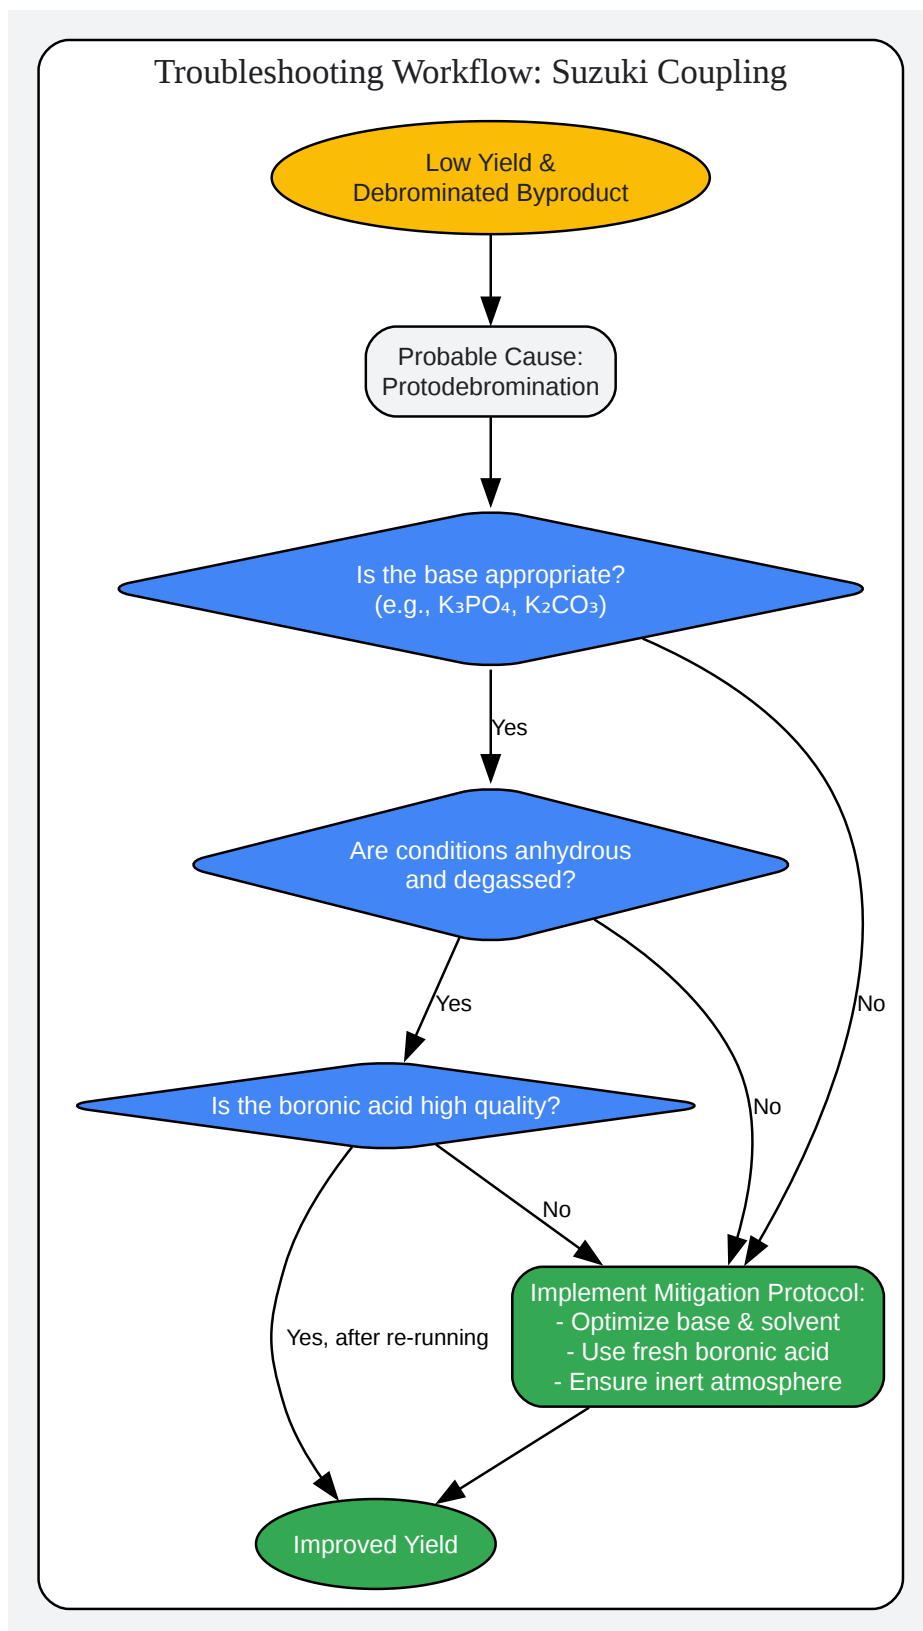 Troubleshooting Workflow: Suzuki Coupling
Low Yield &
Debrominated Byproduct
Probable Cause:
Protodebromination
Is the base appropriate?
(e.g., K₃PO₄, K₂CO₃)
Yes
Are conditions anhydrous
and degassed?
Yes
No
Is the boronic acid high quality?
No
No
Implement Mitigation Protocol:
- Optimize base & solvent
- Use fresh boronic acid
- Ensure inert atmosphere
Yes, after re-running
Improved Yield